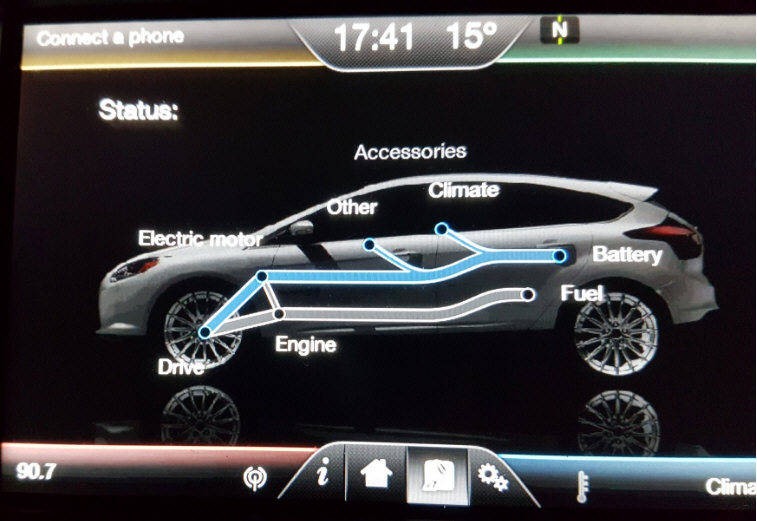 Connect a phone
17:41 15° N
Status:
Accessories
Climate
Other
Electric motor
Battery
Fuel
Engine
Drive
90.7
i
Clima